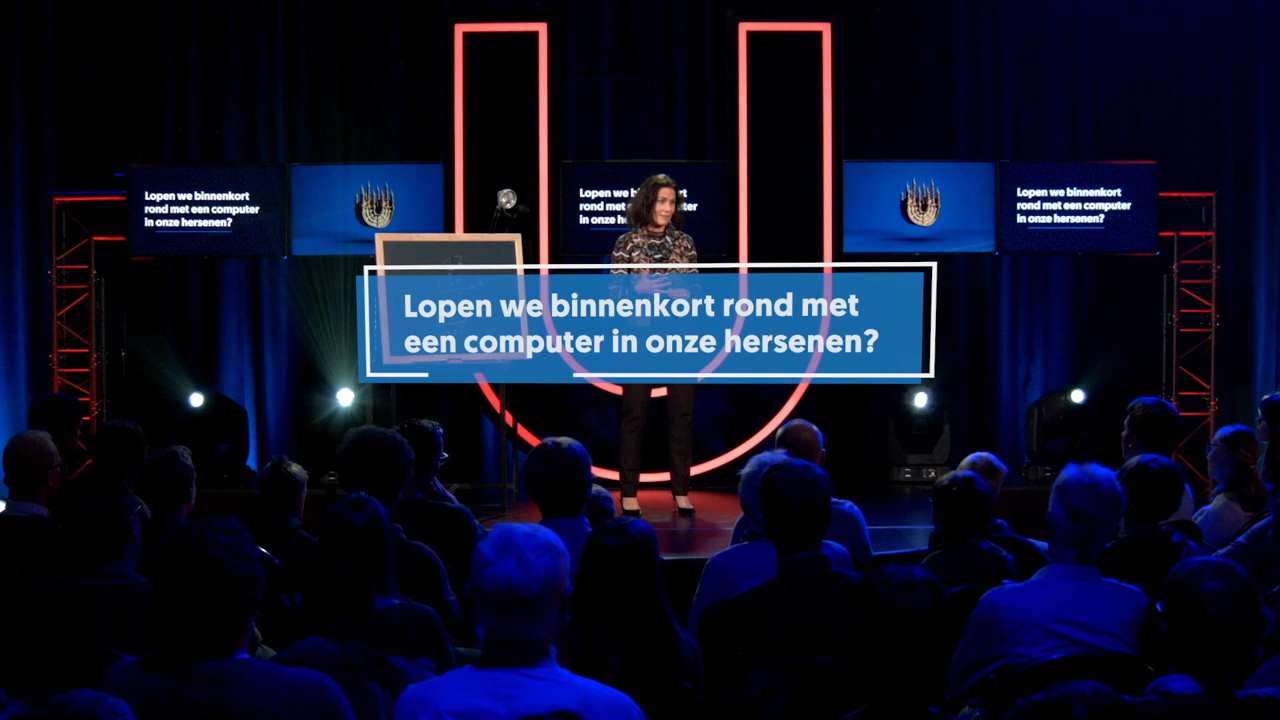 Lopen we binnenkort
rond met een computer
in onze hersenen?
Lopen we binnenkort
rond met een computer
in onze hersenen?
Lopen we binnenkort rond met
een computer in onze hersenen?